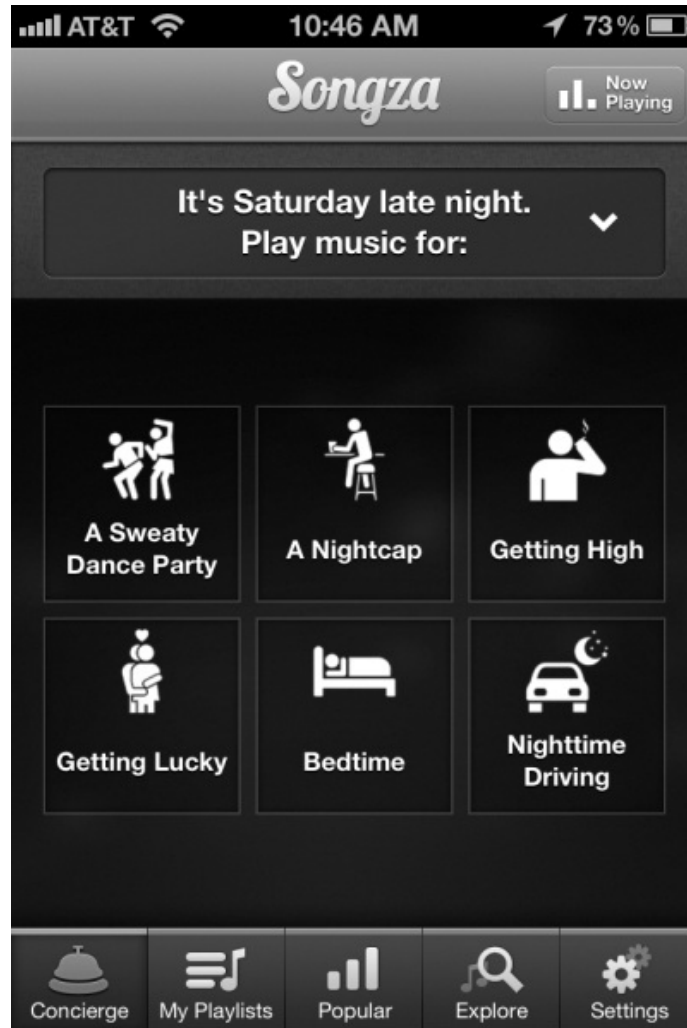 AT&T 10:46 AM 73%
Songza
Now
Playing
It's Saturday late night.
Play music for:
A Sweaty
Dance Party
A Nightcap
Getting High
Getting Lucky
Bedtime
Nighttime
Driving
Concierge My Playlists Popular Explore Settings